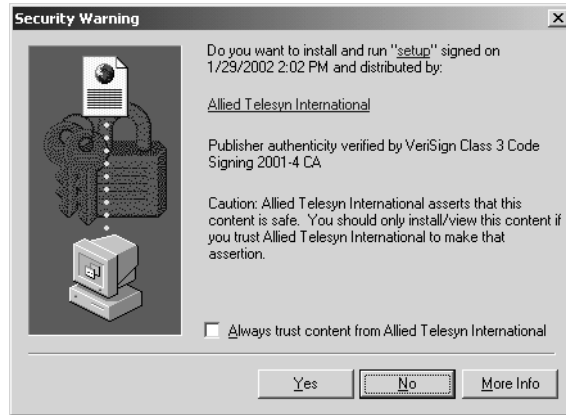 Security Warning
Do you want to install and run "setup" signed on
1/29/2002 2:02 PM and distributed by:
Allied Telesyn International
Publisher authenticity verified by VeriSign Class 3 Code
Signing 2001-4 CA
Caution: Allied Telesyn International asserts that this
content is safe. You should only install/view this content if
you trust Allied Telesyn International to make that
assertion.
Always trust content from Allied Telesyn International
Yes
No
More Info